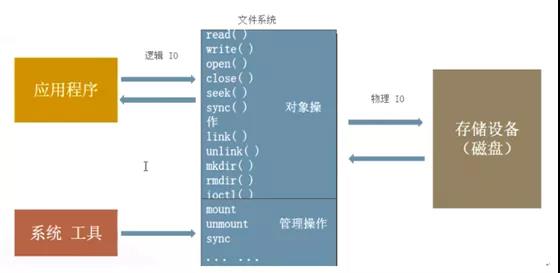 文件系统
逻辑 IO
应用程序
read( )
write( )
open( )
close( )
seek( )
sync( ) 对象操
作
link( )
unlink( )
mkdir( )
rmdir( )
ioctl( )
物理 IO
存储设备
(磁盘)
系统 工具
mount
unmount 管理操作
sync
... ...